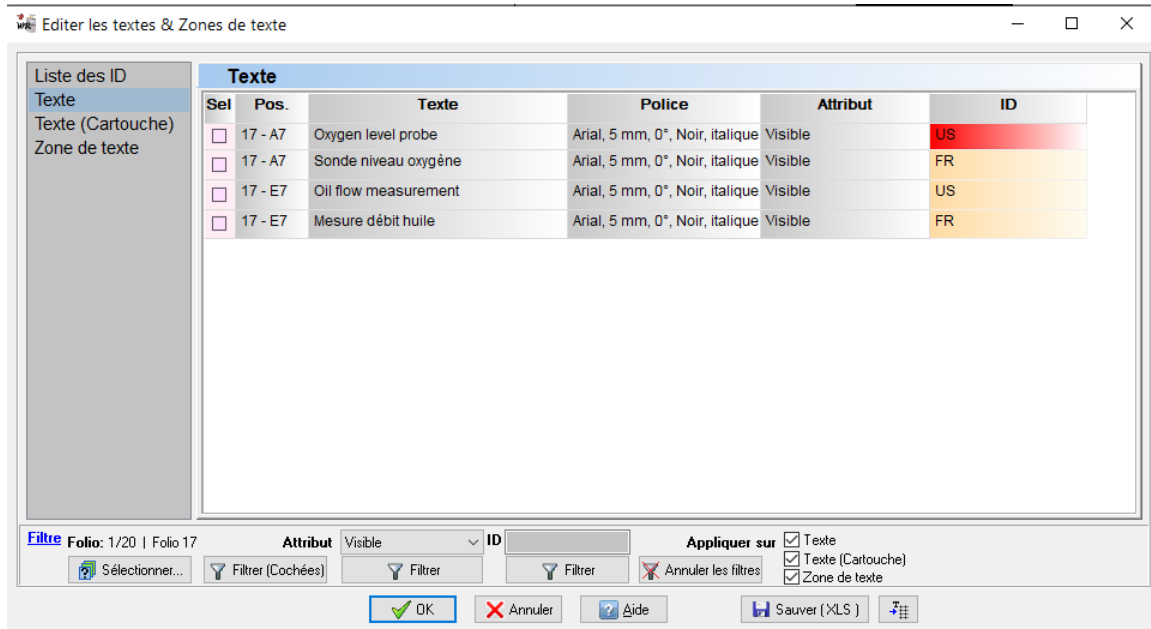 Editer les textes & Zones de texte
Liste des ID
Texte
Texte (Cartouche)
Zone de texte
Texte
Sel Pos. Texte Police Attribut ID
17 - A7 Oxygen level probe Arial, 5 mm, 0°, Noir, italique Visible US
17 - A7 Sonde niveau oxygène Arial, 5 mm, 0°, Noir, italique Visible FR
17 - E7 Oil flow measurement Arial, 5 mm, 0°, Noir, italique Visible US
17 - E7 Mesure débit huile Arial, 5 mm, 0°, Noir, italique Visible FR
Filtre Folio: 1/20 | Folio 17 Attribut Visible ID Appliquer sur Texte
Texte (Cartouche)
Zone de texte
Sélectionner... Filtrer (Cochées) Filtrer Filtrer Annuler les filtres
OK Annuler Aide Sauver ( XLS )